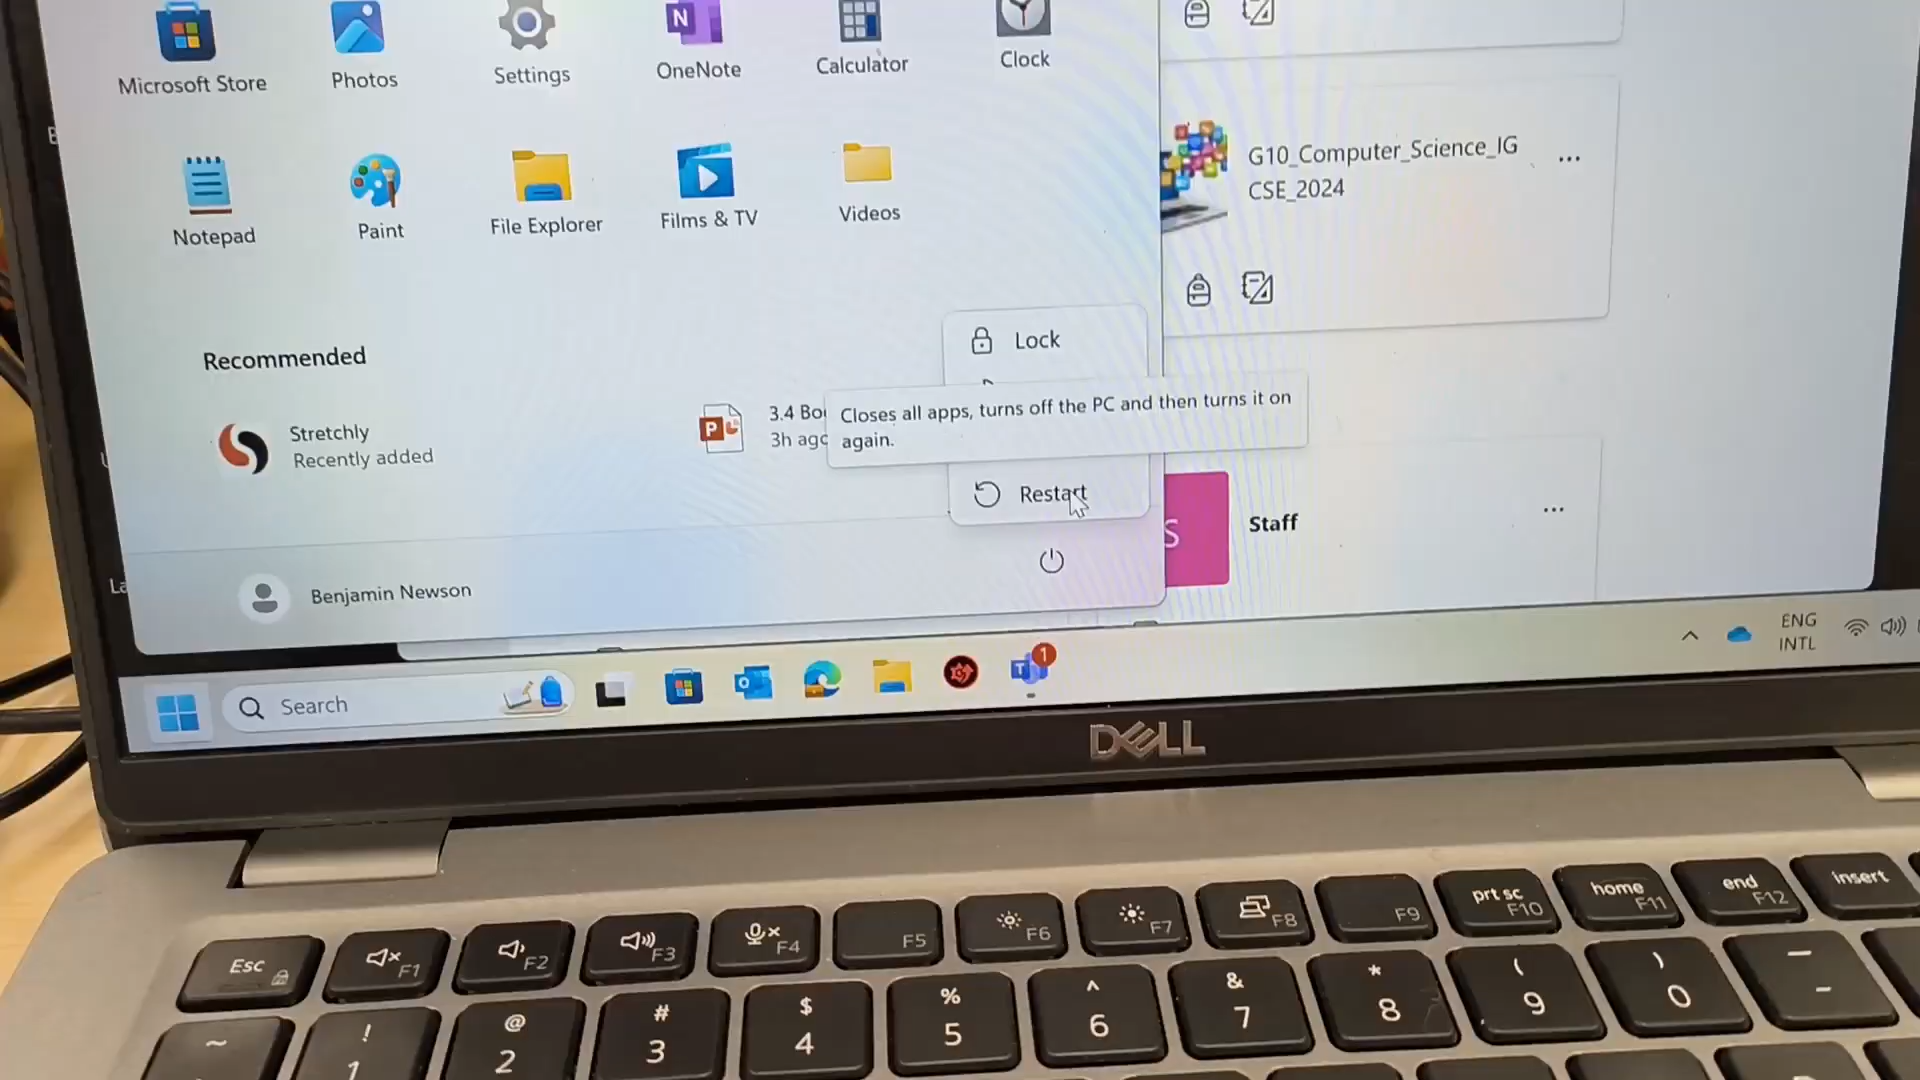 Microsoft Store
Photos
Settings
OneNote
Calculator
Clock
Notepad
Paint
File Explorer
Films & TV
Videos
Recommended
Stretchly
Recently added
3.4 Bo
3h ago
Lock
Closes all apps, turns off the PC and then turns it on
again.
Restart
Benjamin Newson
G10_Computer_Science_IG
CSE_2024
S
Staff
Search
1
ENG
INTL
DELL
Esc
F1
F2
F3
F4
F5
F6
F7
F8
F9
prt sc
F10
home
F11
end
F12
insert
~
!
1
@
2
#
3
$
4
%
5
^
6
&
7
*
8
(
9
)
0